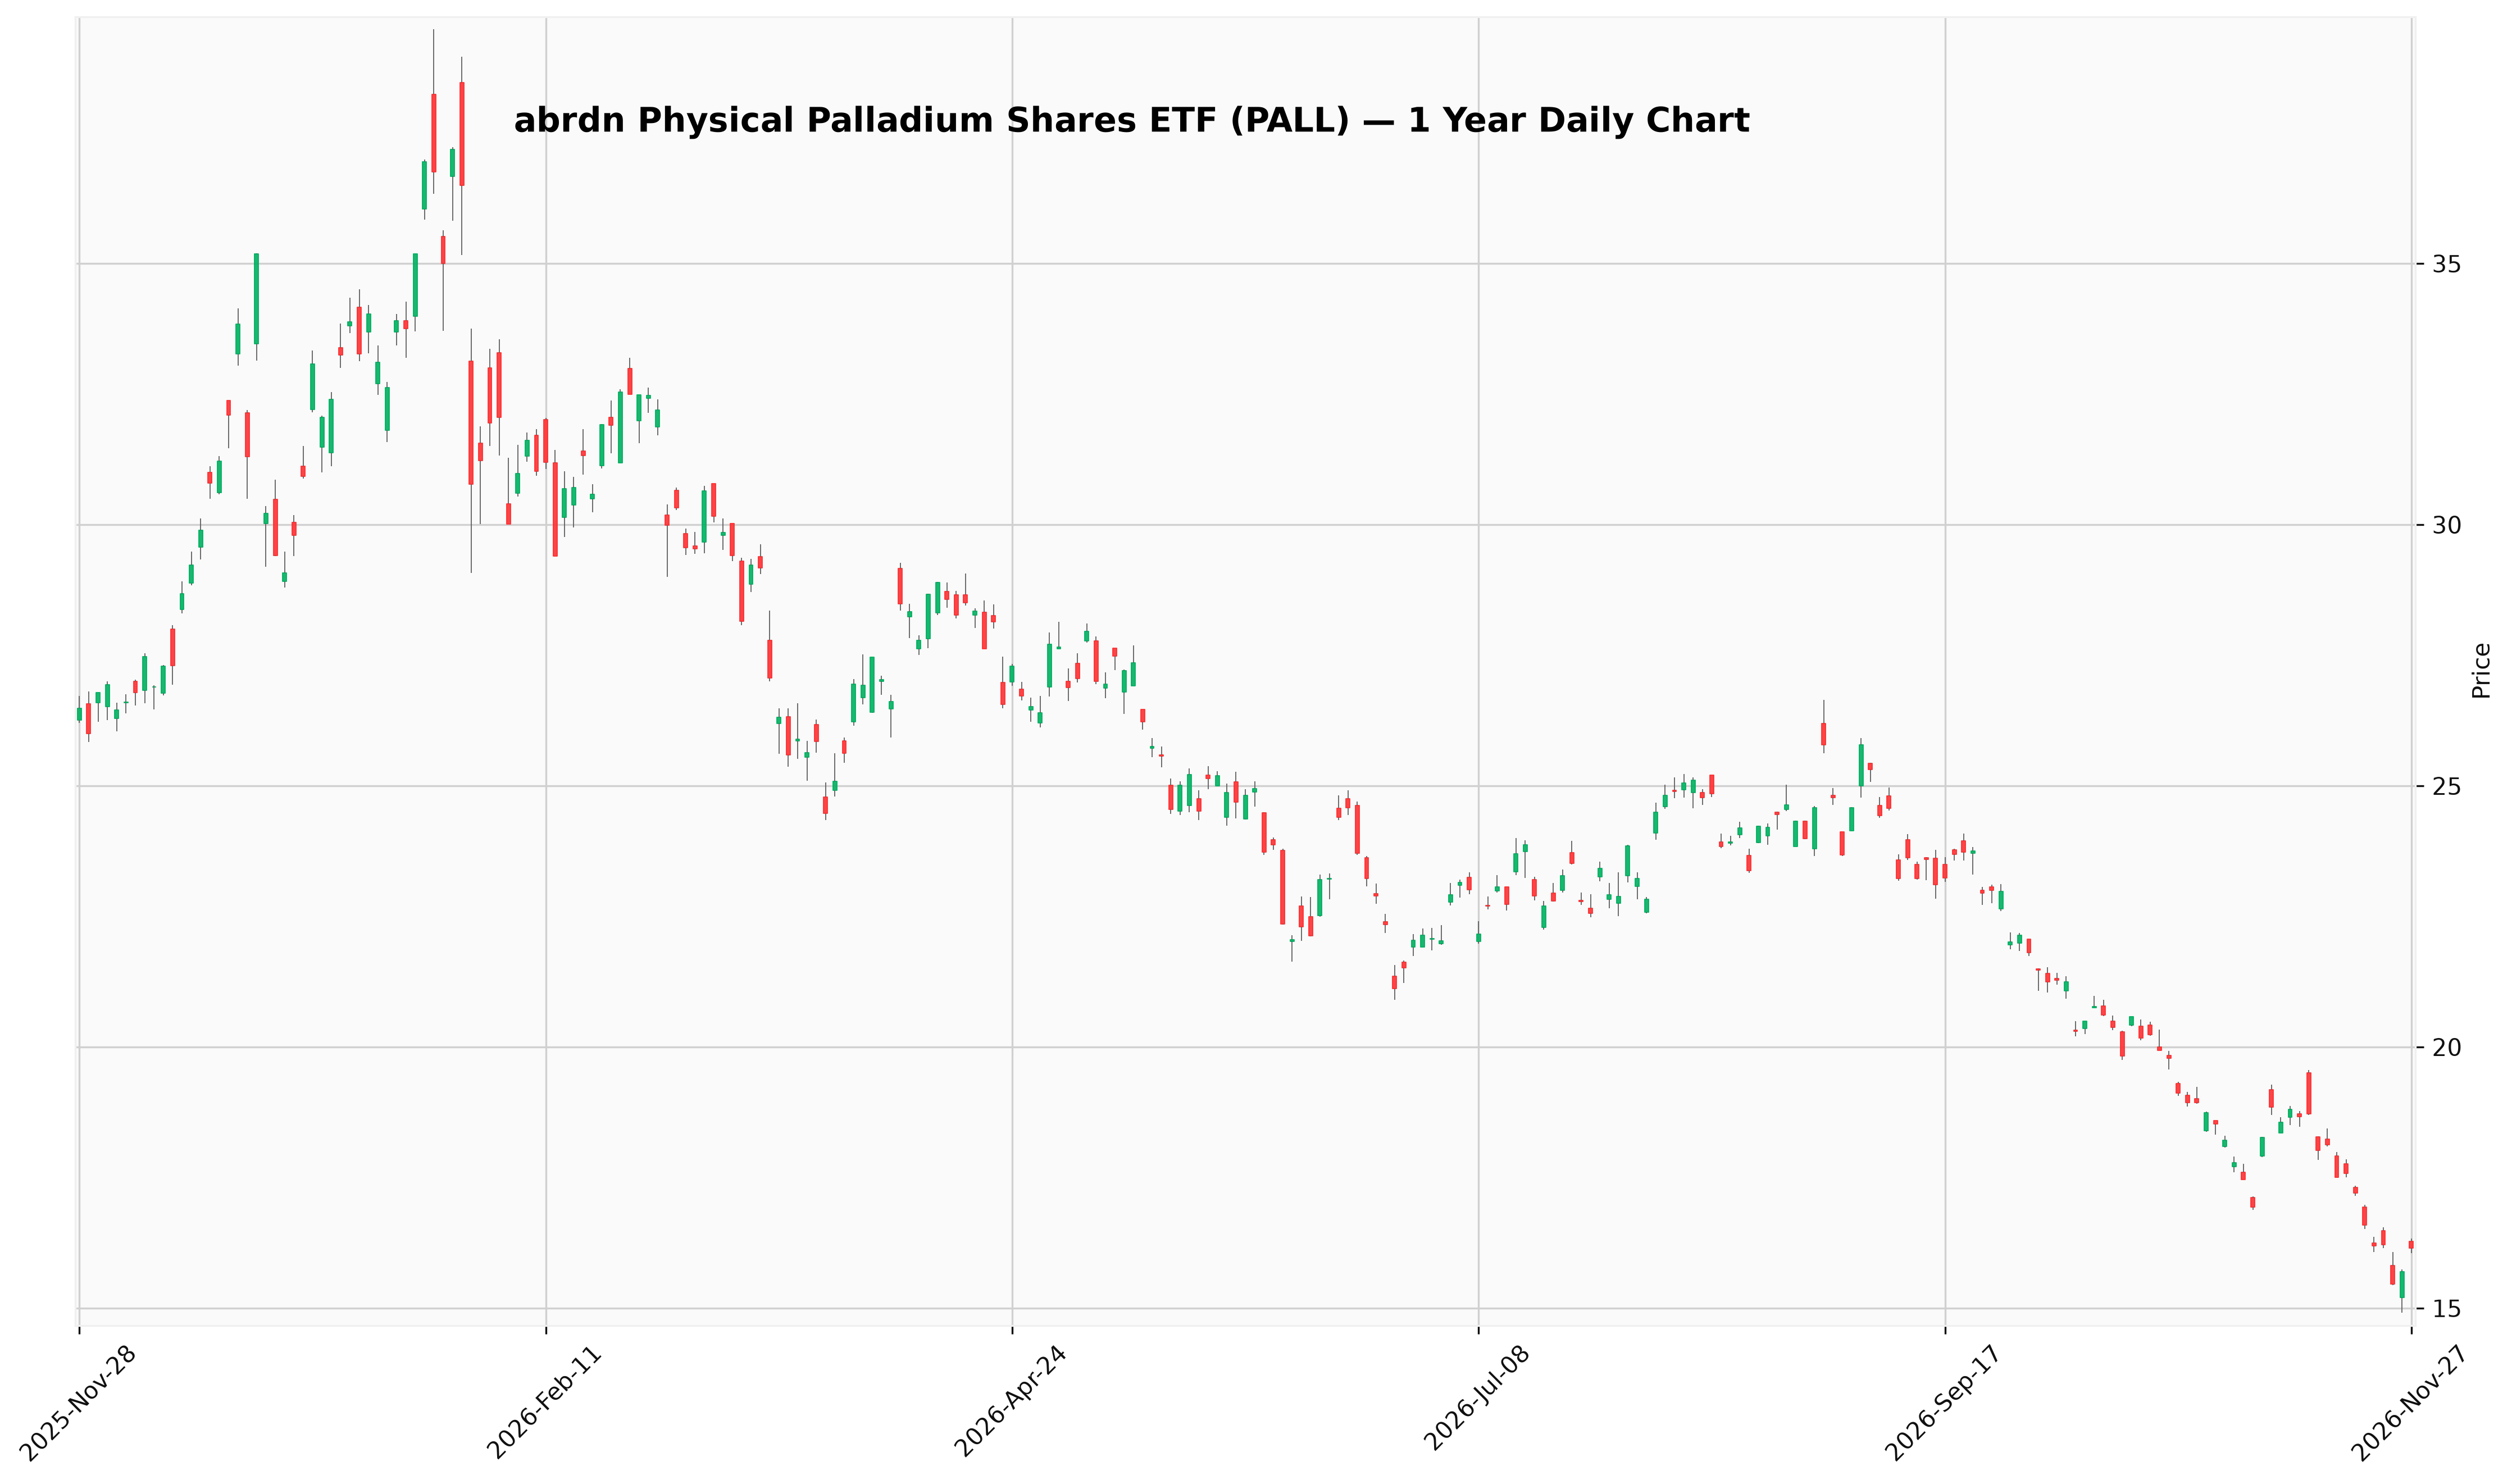 abrdn Physical Palladium Shares ETF (PALL) — 1 Year Daily Chart
35
30
25
20
15
Price
2025-Nov-28
2026-Feb-11
2026-Apr-24
2026-Jul-08
2026-Sep-17
2026-Nov-27